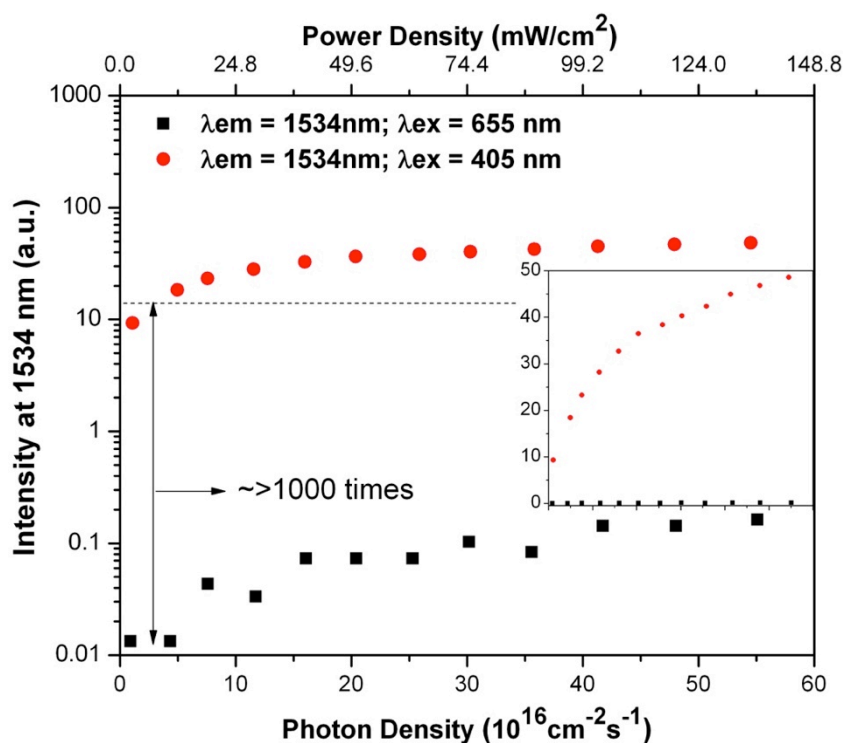 Power Density (mW/cm²)
0.0 24.8 49.6 74.4 99.2 124.0 148.8
1000
λem = 1534nm; λex = 655 nm
λem = 1534nm; λex = 405 nm
100
10
1
0.1
0.01
Intensity at 1534 nm (a.u.)
~>1000 times
50
40
30
20
10
0
0 10 20 30 40 50 60
Photon Density (10¹⁶cm⁻²s⁻¹)